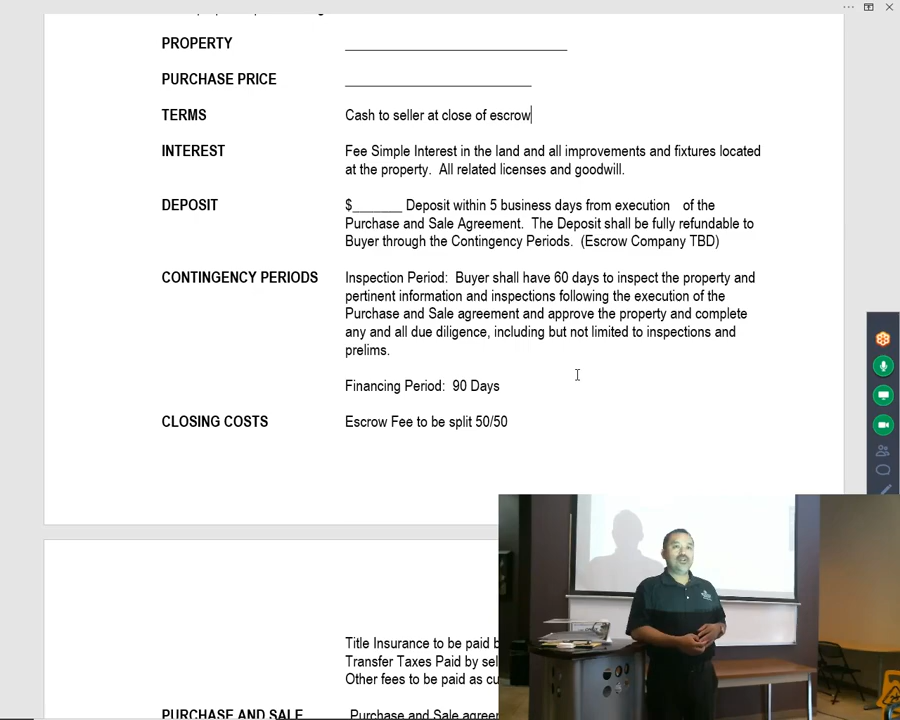 PROPERTY
PURCHASE PRICE
TERMS Cash to seller at close of escrow
INTEREST Fee Simple Interest in the land and all improvements and fixtures located
at the property. All related licenses and goodwill.
DEPOSIT $_______ Deposit within 5 business days from execution of the
Purchase and Sale Agreement. The Deposit shall be fully refundable to
Buyer through the Contingency Periods. (Escrow Company TBD)
CONTINGENCY PERIODS Inspection Period: Buyer shall have 60 days to inspect the property and
pertinent information and inspections following the execution of the
Purchase and Sale agreement and approve the property and complete
any and all due diligence, including but not limited to inspections and
prelims.
Financing Period: 90 Days
CLOSING COSTS Escrow Fee to be split 50/50
Title Insurance to be paid b
Transfer Taxes Paid by sel
Other fees to be paid as cu
PURCHASE AND SALE Purchase and Sale agreer